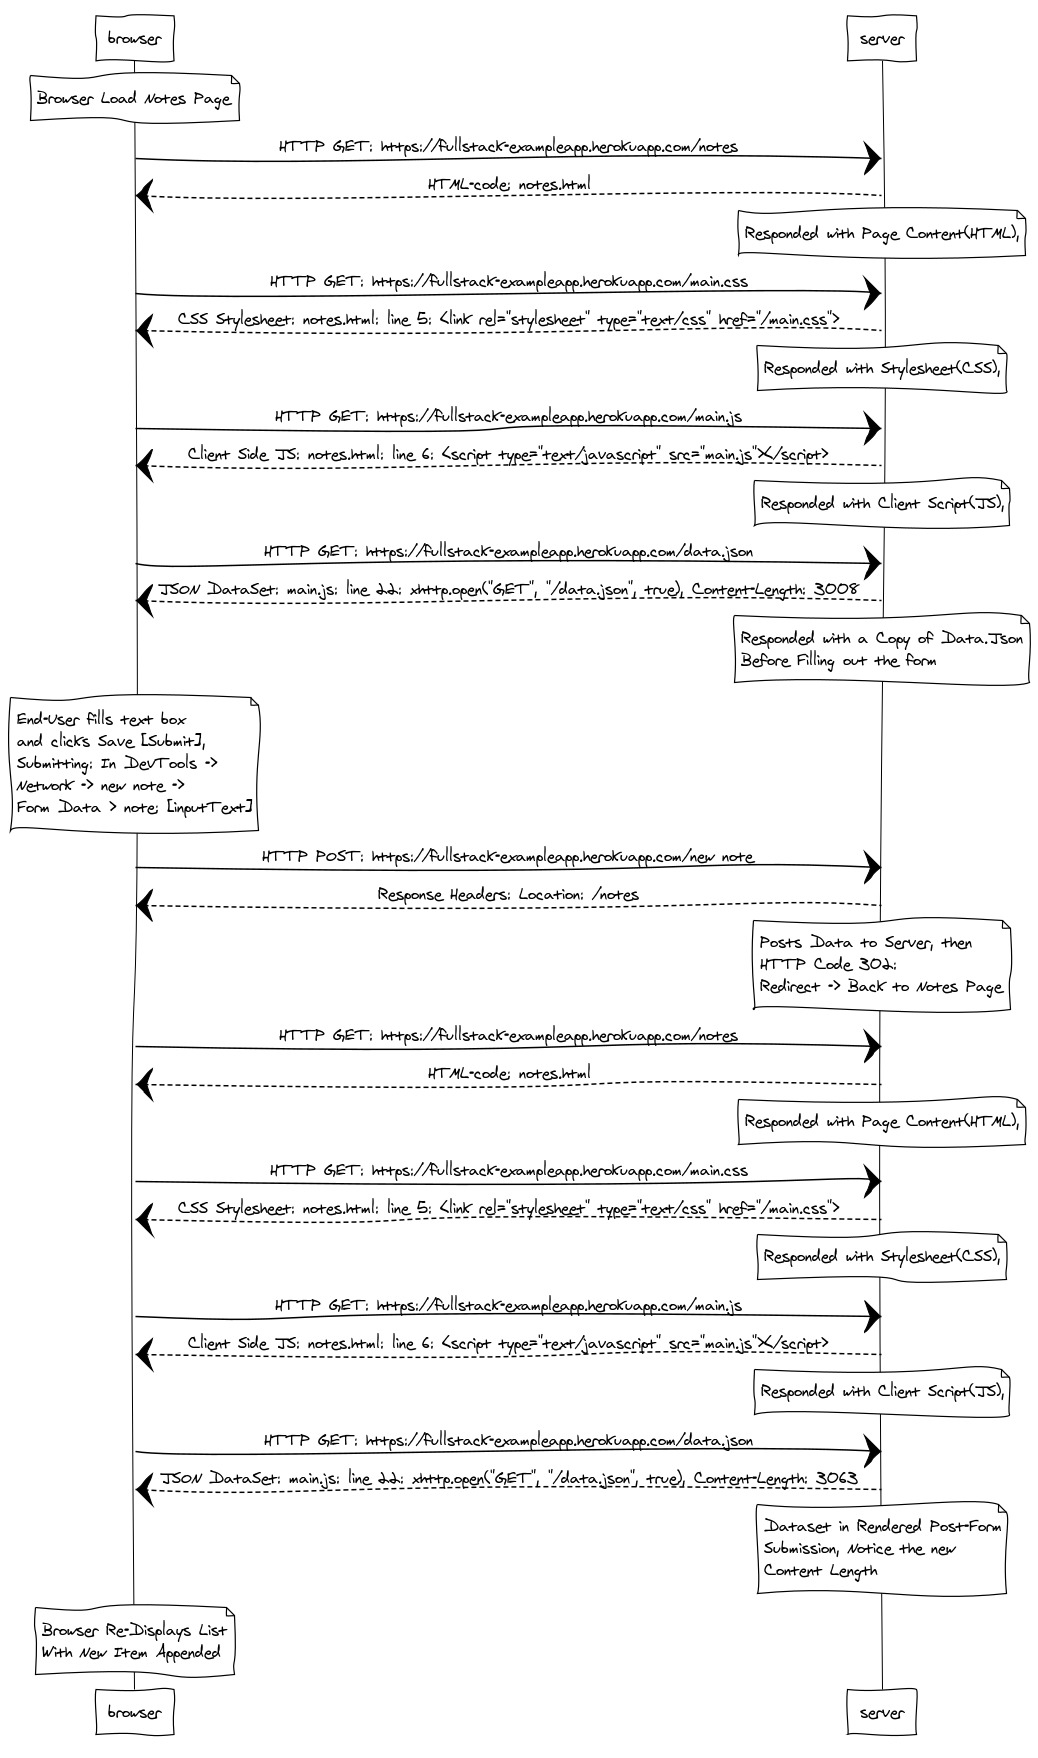 browser
server
Browser Load Notes Page
HTTP GET: https://fullstack-exampleapp.herokuapp.com/notes
HTML-code; notes.html
Responded with Page Content(HTML),
HTTP GET: https://fullstack-exampleapp.herokuapp.com/main.css
CSS Stylesheet: notes.html: line 5: <link rel="stylesheet" type="text/css" href="/main.css">
Responded with Stylesheet(CSS),
HTTP GET: https://fullstack-exampleapp.herokuapp.com/main.js
Client Side JS: notes.html: line 6: <script type="text/javascript" src="main.js"></script>
Responded with Client Script(JS),
HTTP GET: https://fullstack-exampleapp.herokuapp.com/data.json
JSON DataSet: main.js: line 22: xhttp.open("GET", "/data.json", true), Content-Length: 3008
Responded with a Copy of Data.Json
Before Filling out the form
End-User fills text box
and clicks Save [Submit],
Submitting: In DevTools ->
Network -> new note ->
Form Data > note: [inputText]
HTTP POST: https://fullstack-exampleapp.herokuapp.com/new note
Response Headers: Location: /notes
Posts Data to Server, then
HTTP Code 302:
Redirect -> Back to Notes Page
HTTP GET: https://fullstack-exampleapp.herokuapp.com/notes
HTML-code; notes.html
Responded with Page Content(HTML),
HTTP GET: https://fullstack-exampleapp.herokuapp.com/main.css
CSS Stylesheet: notes.html: line 5: <link rel="stylesheet" type="text/css" href="/main.css">
Responded with Stylesheet(CSS),
HTTP GET: https://fullstack-exampleapp.herokuapp.com/main.js
Client Side JS: notes.html: line 6: <script type="text/javascript" src="main.js"></script>
Responded with Client Script(JS),
HTTP GET: https://fullstack-exampleapp.herokuapp.com/data.json
JSON DataSet: main.js: line 22: xhttp.open("GET", "/data.json", true), Content-Length: 3063
Dataset in Rendered Post-Form
Submission, Notice the new
Content Length
Browser Re-Displays List
With New Item Appended
browser
server